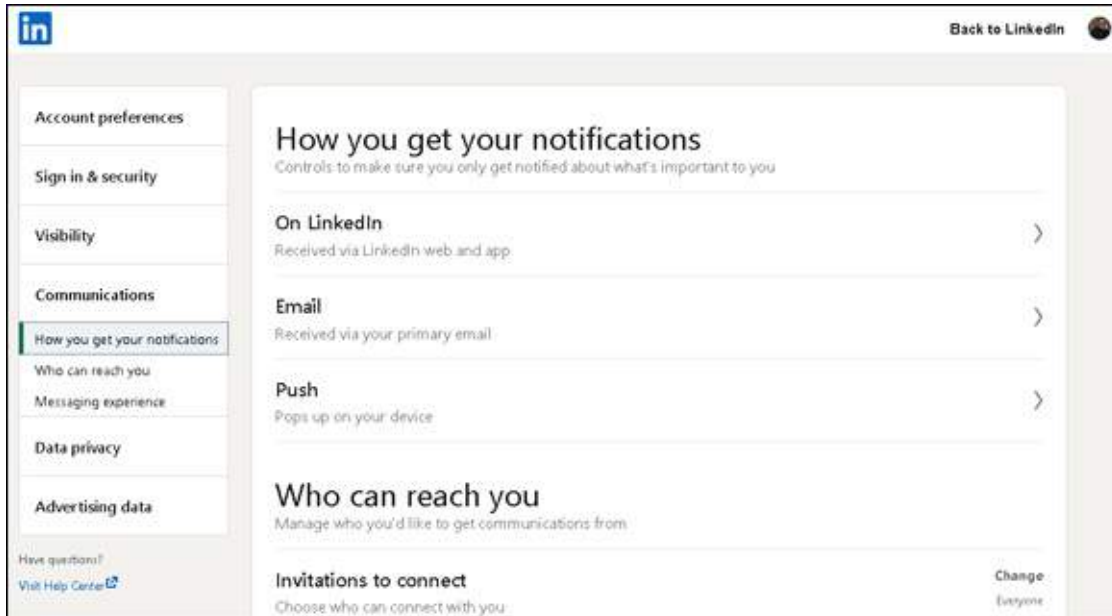 in
Back to LinkedIn
Account preferences
Sign in & security
Visibility
Communications
How you get your notifications
Who can reach you
Messaging experience
Data privacy
Advertising data
Have questions?
Visit Help Center
How you get your notifications
Controls to make sure you only get notified about what's important to you
On LinkedIn
Received via LinkedIn web and app
Email
Received via your primary email
Push
Pops up on your device
Who can reach you
Manage who you'd like to get communications from
Invitations to connect
Change
Choose who can connect with you
Everyone